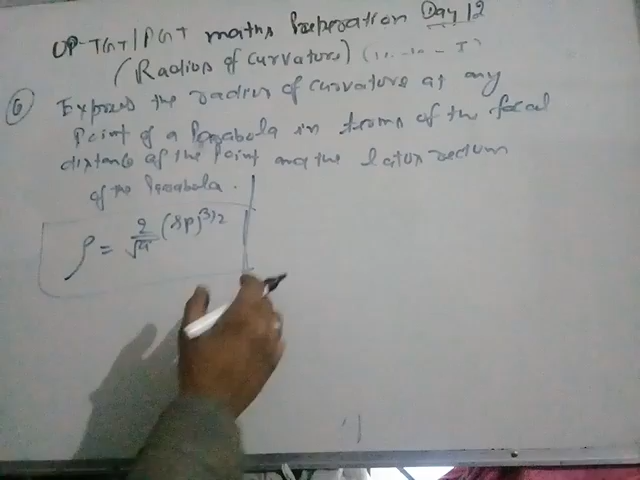 UP-TGT/PGT maths Preparation Day 12
(Radius of curvature)
⑥ Express the radius of curvature at any
Point of a Parabola in terms of the focal
distance of the Point and the latus rectum
of the Parabola.
ρ = 2/√a (SP)^3/2